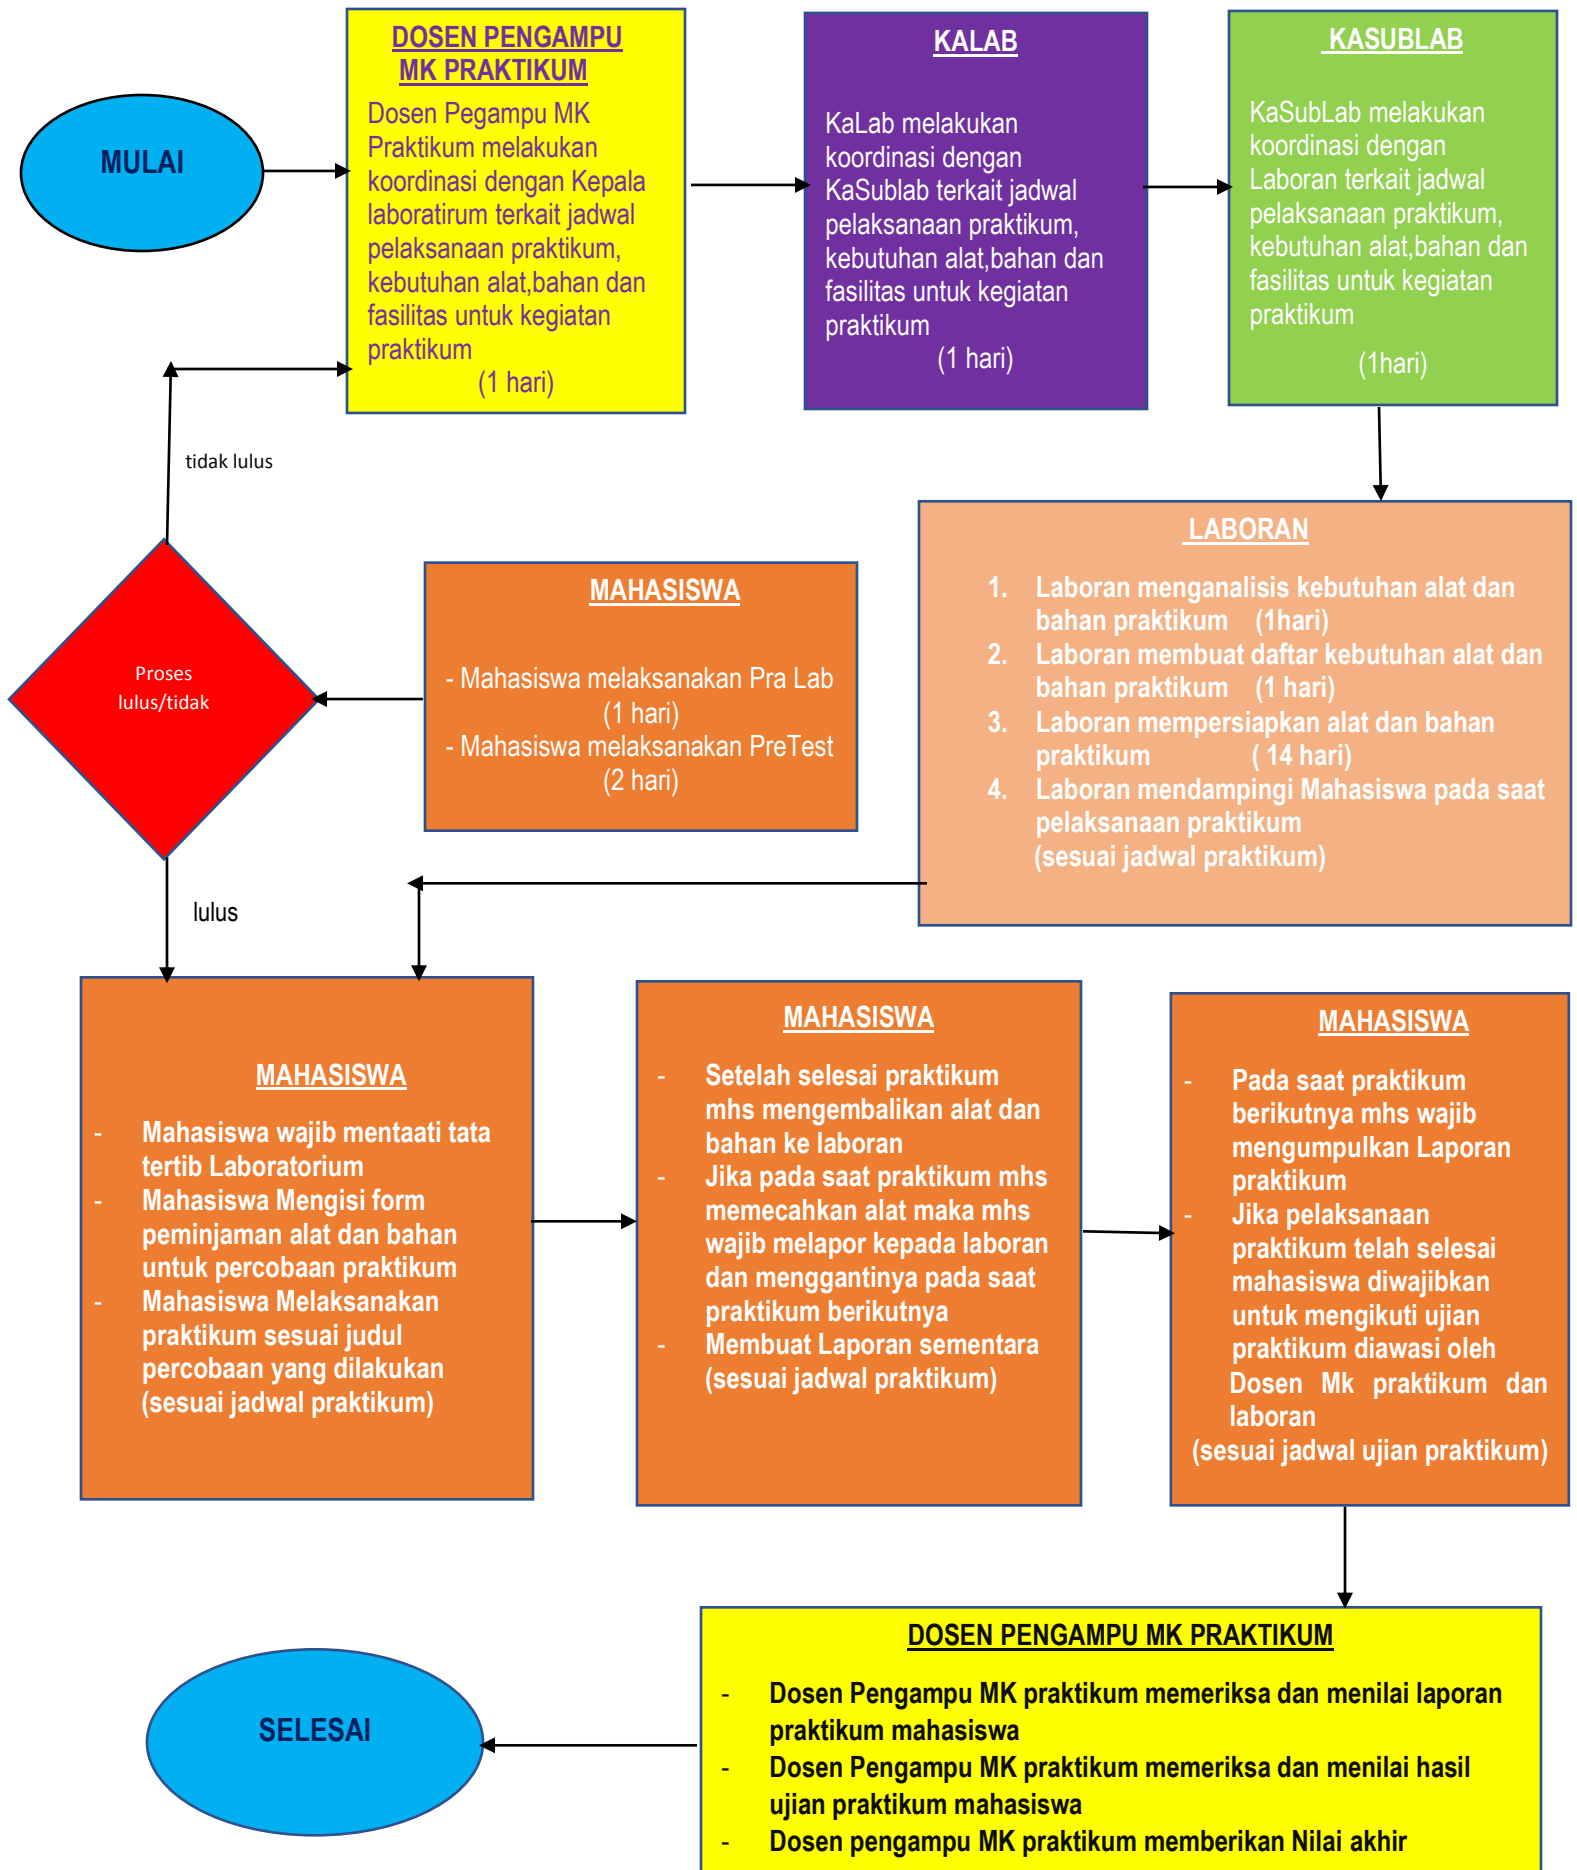 MULAI
DOSEN PENGAMPU
MK PRAKTIKUM
Dosen Pegampu MK
Praktikum melakukan
koordinasi dengan Kepala
laboratirum terkait jadwal
pelaksanaan praktikum,
kebutuhan alat,bahan dan
fasilitas untuk kegiatan
praktikum
(1 hari)
KALAB
KaLab melakukan
koordinasi dengan
KaSublab terkait jadwal
pelaksanaan praktikum,
kebutuhan alat,bahan dan
fasilitas untuk kegiatan
praktikum
(1 hari)
KASUBLAB
KaSubLab melakukan
koordinasi dengan
Laboran terkait jadwal
pelaksanaan praktikum,
kebutuhan alat,bahan dan
fasilitas untuk kegiatan
praktikum
(1hari)
tidak lulus
Proses
lulus/tidak
MAHASISWA
- Mahasiswa melaksanakan Pra Lab
(1 hari)
- Mahasiswa melaksanakan PreTest
(2 hari)
LABORAN
1. Laboran menganalisis kebutuhan alat dan
bahan praktikum (1hari)
2. Laboran membuat daftar kebutuhan alat dan
bahan praktikum (1 hari)
3. Laboran mempersiapkan alat dan bahan
praktikum ( 14 hari)
4. Laboran mendampingi Mahasiswa pada saat
pelaksanaan praktikum
(sesuai jadwal praktikum)
lulus
MAHASISWA
- Mahasiswa wajib mentaati tata
tertib Laboratorium
- Mahasiswa Mengisi form
peminjaman alat dan bahan
untuk percobaan praktikum
- Mahasiswa Melaksanakan
praktikum sesuai judul
percobaan yang dilakukan
(sesuai jadwal praktikum)
MAHASISWA
- Setelah selesai praktikum
mhs mengembalikan alat dan
bahan ke laboran
- Jika pada saat praktikum mhs
memecahkan alat maka mhs
wajib melapor kepada laboran
dan menggantinya pada saat
praktikum berikutnya
- Membuat Laporan sementara
(sesuai jadwal praktikum)
MAHASISWA
- Pada saat praktikum
berikutnya mhs wajib
mengumpulkan Laporan
praktikum
- Jika pelaksanaan
praktikum telah selesai
mahasiswa diwajibkan
untuk mengikuti ujian
praktikum diawasi oleh
Dosen Mk praktikum dan
laboran
(sesuai jadwal ujian praktikum)
DOSEN PENGAMPU MK PRAKTIKUM
- Dosen Pengampu MK praktikum memeriksa dan menilai laporan
praktikum mahasiswa
- Dosen Pengampu MK praktikum memeriksa dan menilai hasil
ujian praktikum mahasiswa
- Dosen pengampu MK praktikum memberikan Nilai akhir
SELESAI